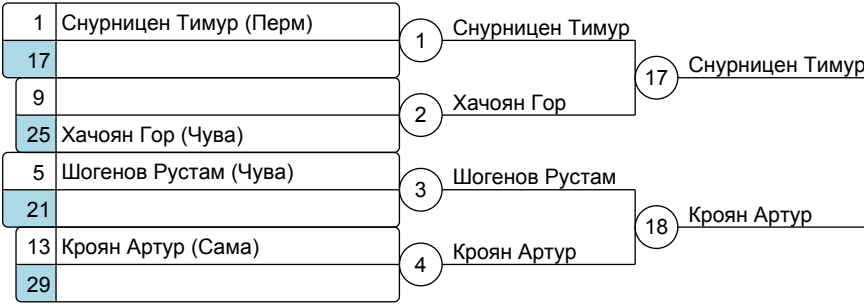 1 Снурницен Тимур (Перм)
17
9
25 Хачоян Гор (Чува)
5 Шогенов Рустам (Чува)
21
13 Кроян Артур (Сама)
29
1 Снурницен Тимур
2 Хачоян Гор
3 Шогенов Рустам
4 Кроян Артур
17 Снурницен Тимур
18 Кроян Артур